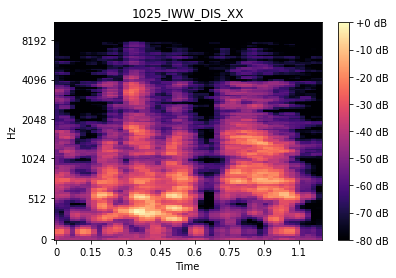 1025_IWW_DIS_XX
8192
4096
2048
1024
512
0
Hz
0
0.15
0.3
0.45
0.6
0.75
0.9
1.1
Time
+0 dB
-10 dB
-20 dB
-30 dB
-40 dB
-50 dB
-60 dB
-70 dB
-80 dB